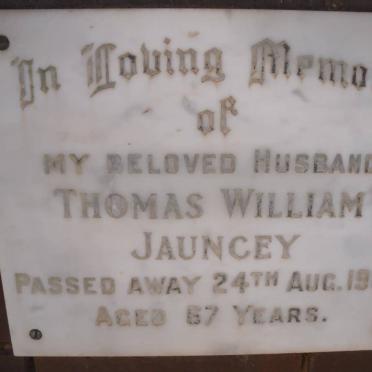 In Loving Memo
of
MY BELOVED HUSBAND
THOMAS WILLIAM
JAUNCEY
PASSED AWAY 24TH AUG. 19
AGED 67 YEARS.